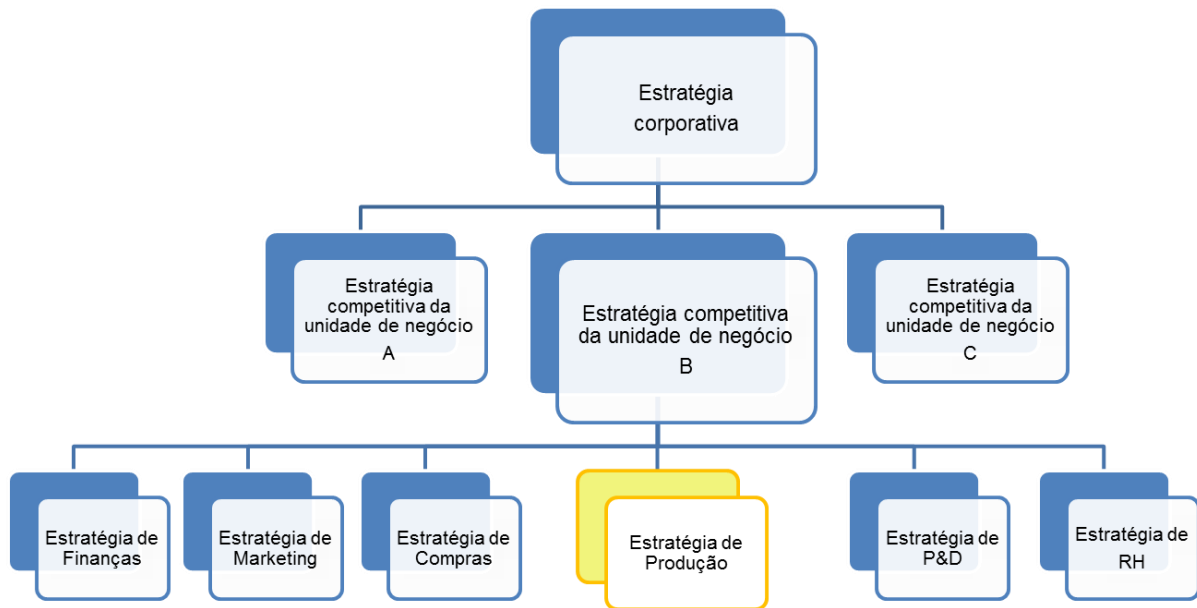 Estratégia
corporativa
Estratégia
competitiva da
unidade de negócio
A
Estratégia competitiva
da unidade de negócio
B
Estratégia
competitiva da
unidade de negócio
C
Estratégia de
Finanças
Estratégia de
Marketing
Estratégia de
Compras
Estratégia de
Produção
Estratégia de
P&D
Estratégia de
RH